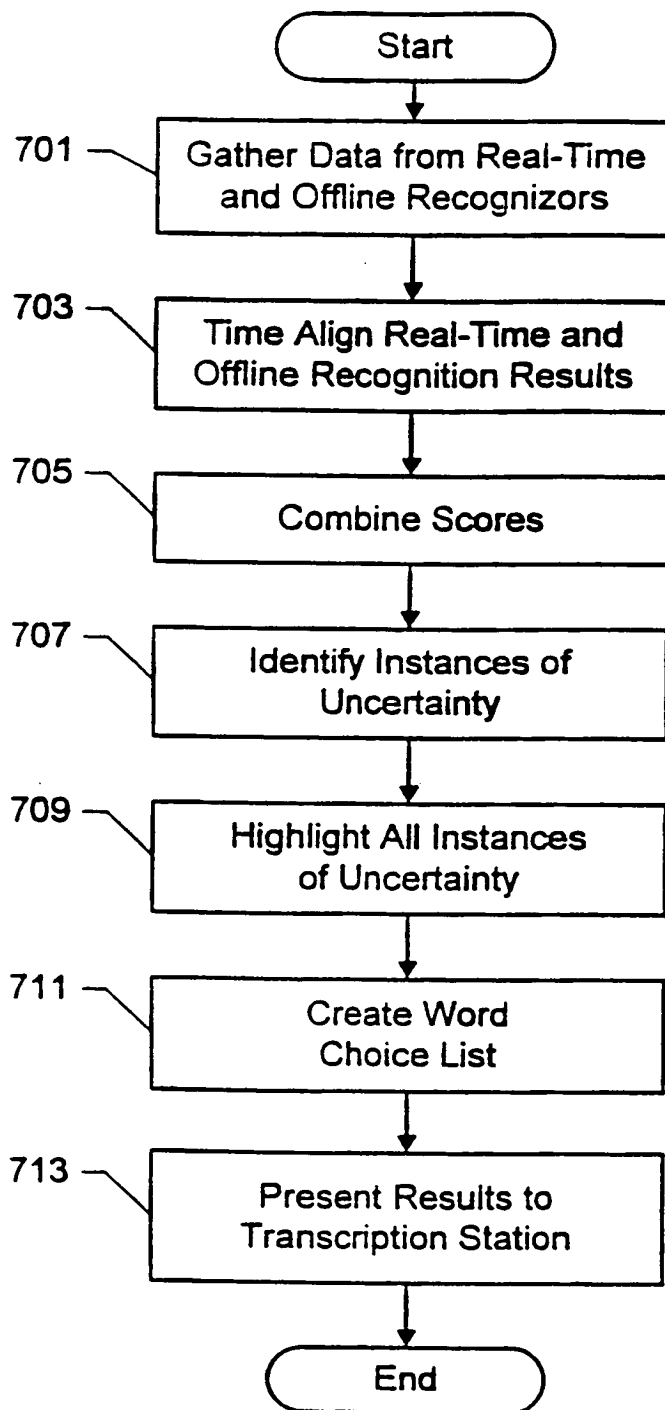 Start
701
Gather Data from Real-Time
and Offline Recognizors
703
Time Align Real-Time and
Offline Recognition Results
705
Combine Scores
707
Identify Instances of
Uncertainty
709
Highlight All Instances
of Uncertainty
711
Create Word
Choice List
713
Present Results to
Transcription Station
End